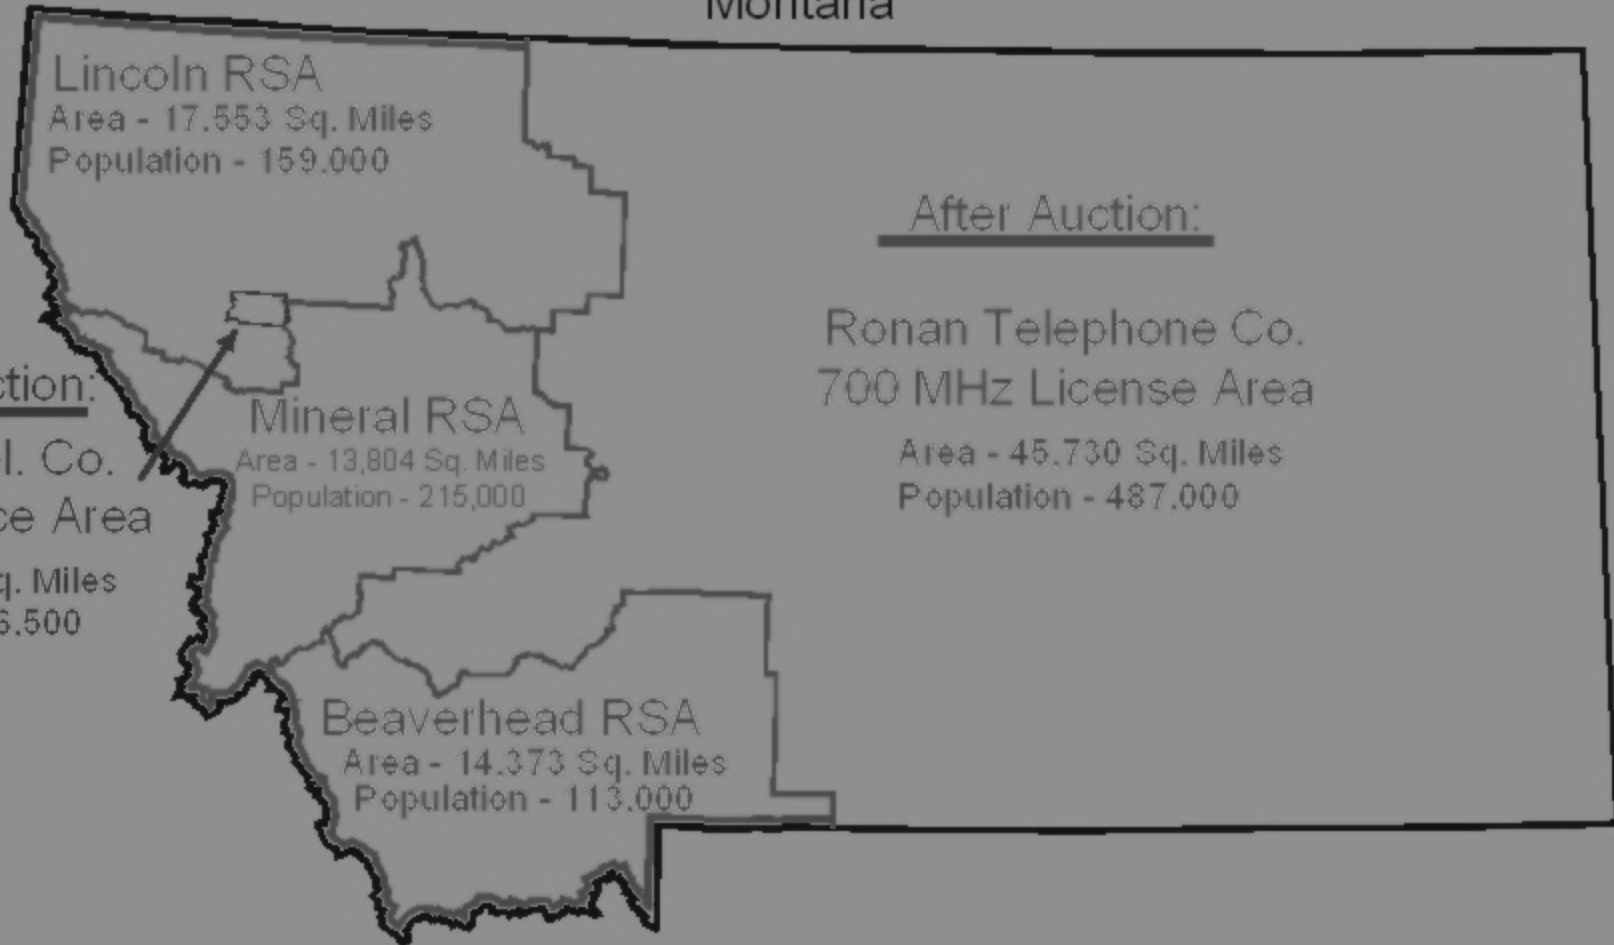 Montana
Lincoln RSA
Area - 17.553 Sq. Miles
Population - 159.000
After Auction:
Ronan Telephone Co.
700 MHz License Area
Area - 45.730 Sq. Miles
Population - 487.000
ction:
l. Co.
ce Area
q. Miles
6.500
Mineral RSA
Area - 13,804 Sq. Miles
Population - 215,000
Beaverhead RSA
Area - 14.373 Sq. Miles
Population - 113.000